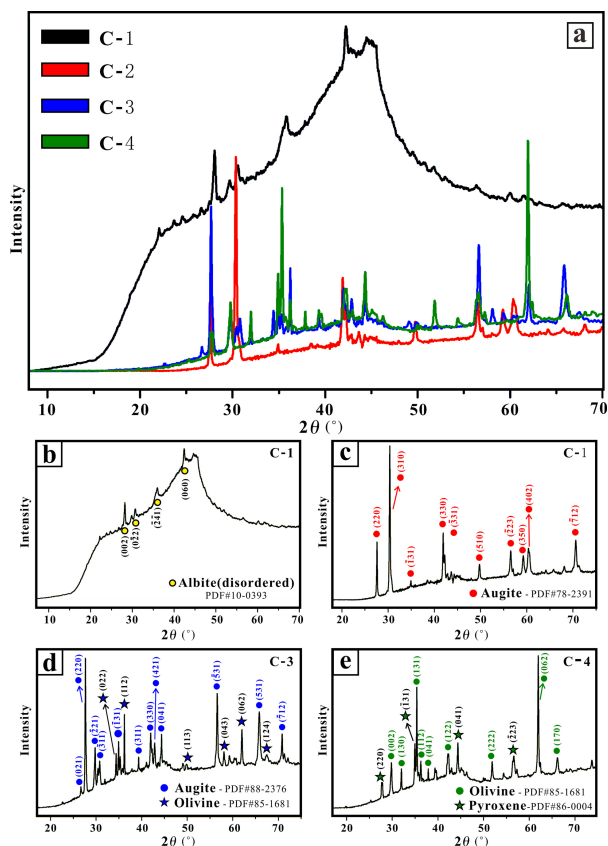 a
C-1
C-2
C-3
C-4
Intensity
10 20 30 40 50 60 70
2θ (°)
b
C-1
(002)
(02̄2)
(2̄41)
(060)
Albite(disordered)
PDF#10-0393
Intensity
10 20 30 40 50 60 70
2θ (°)
c
C-1
(220)
(310)
(1̄31)
(330)
(3̄31)
(510)
(2̄23)
(350)
(402)
(7̄12)
Augite - PDF#78-2391
Intensity
20 30 40 50 60 70
2θ (°)
d
C-3
(021)
(220)
(2̄21)
(311)
(022)
(1̄31)
(112)
(311)
(330)
(421)
(041)
(113)
(5̄31)
(043)
(062)
(531)
(124)
(7̄12)
Augite - PDF#88-2376
Olivine - PDF#85-1681
Intensity
20 30 40 50 60 70
2θ (°)
e
C-4
(220)
(002)
(130)
(1̄31)
(131)
(112)
(041)
(122)
(041)
(222)
(2̄23)
(062)
(170)
Olivine - PDF#85-1681
Pyroxene-PDF#86-0004
Intensity
20 30 40 50 60 70
2θ (°)